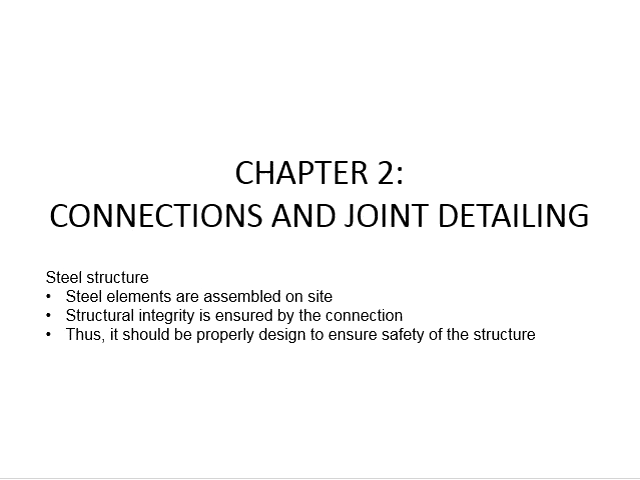 CHAPTER 2:
CONNECTIONS AND JOINT DETAILING
Steel structure
• Steel elements are assembled on site
• Structural integrity is ensured by the connection
• Thus, it should be properly design to ensure safety of the structure